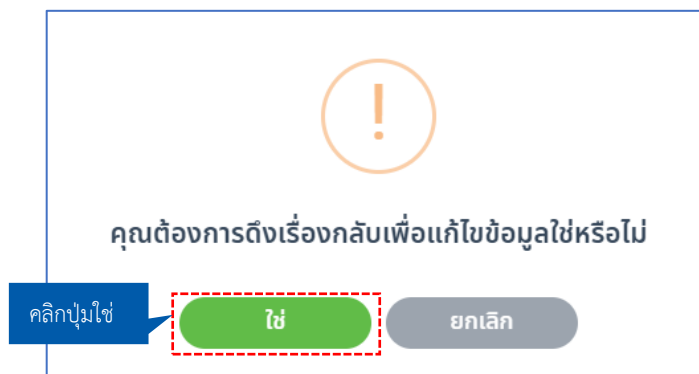 !
คุณต้องการดึงเรื่องกลับเพื่อแก้ไขข้อมูลใช่หรือไม่
คลิกปุ่มใช่
ใช่
ยกเลิก